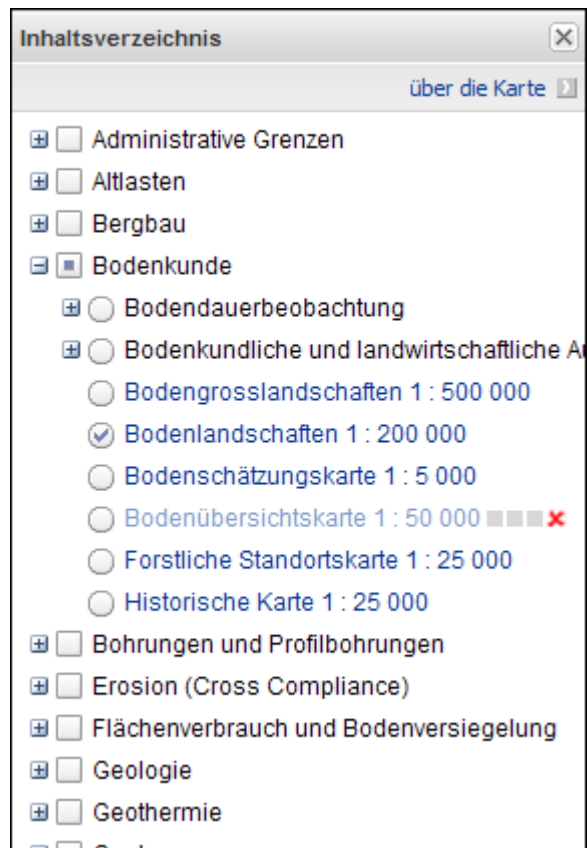 Inhaltsverzeichnis
über die Karte
Administrative Grenzen
Altlasten
Bergbau
Bodenkunde
Bodendauerbeobachtung
Bodenkundliche und landwirtschaftliche
Bodengrosslandschaften 1 : 500 000
Bodenlandschaften 1 : 200 000
Bodenschätzungskarte 1 : 5 000
Bodenübersichtskarte 1 : 50 000
Forstliche Standortskarte 1 : 25 000
Historische Karte 1 : 25 000
Bohrungen und Profilbohrungen
Erosion (Cross Compliance)
Flächenverbrauch und Bodenversiegelung
Geologie
Geothermie